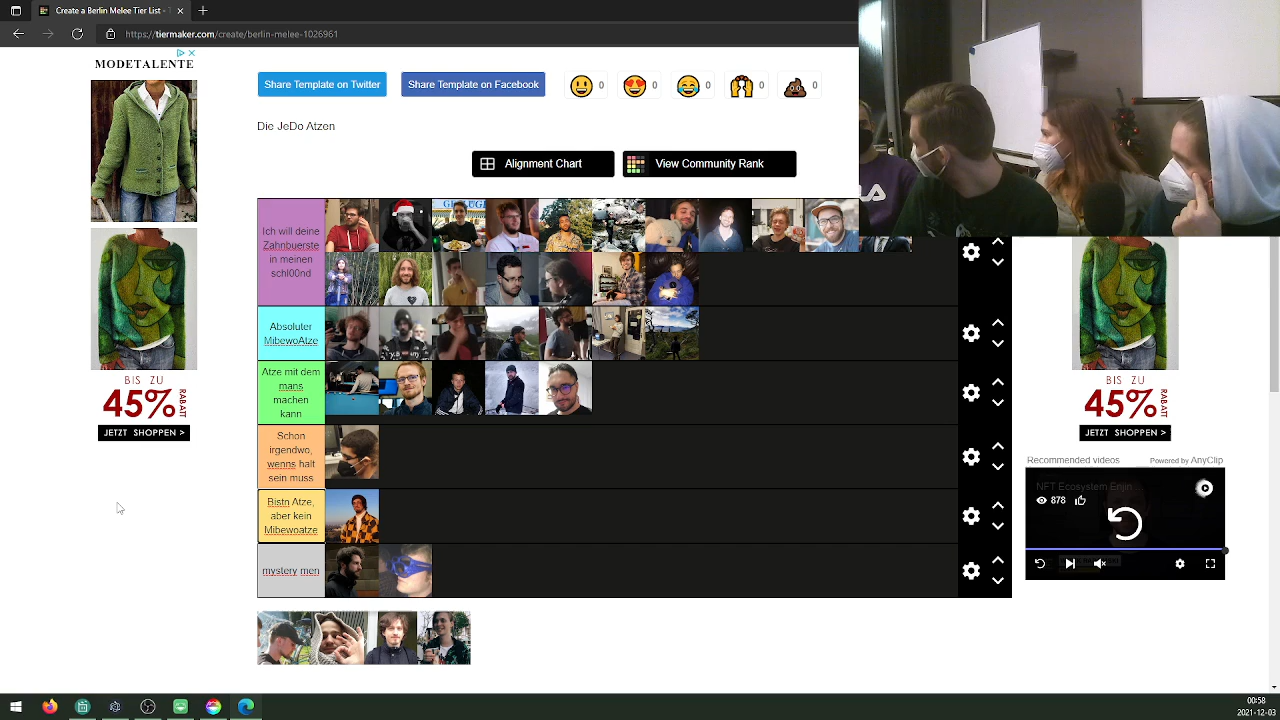 Create a Berlin Melee Tier List - T
https://tiermaker.com/create/berlin-melee-1026961
MODETALENTE
Share Template on Twitter
Share Template on Facebook
0
0
0
0
0
Die JeDo Atzen
Alignment Chart
View Community Rank
Ich will deine
Zahnbuerste
in meinen
schl00nd
Absoluter
MibewoAtze
Atze mit dem
mans
machen
kann
Schon
irgendwo,
wenns halt
sein muss
Bistn Atze,
aber kein
Mibewoatze
mystery men
BIS ZU
45%
RABATT
JETZT SHOPPEN >
BIS ZU
45%
RABATT
JETZT SHOPPEN >
Recommended videos
Powered by AnyClip
NFT Ecosystem Enjin ...
878
00:58
2021-12-03